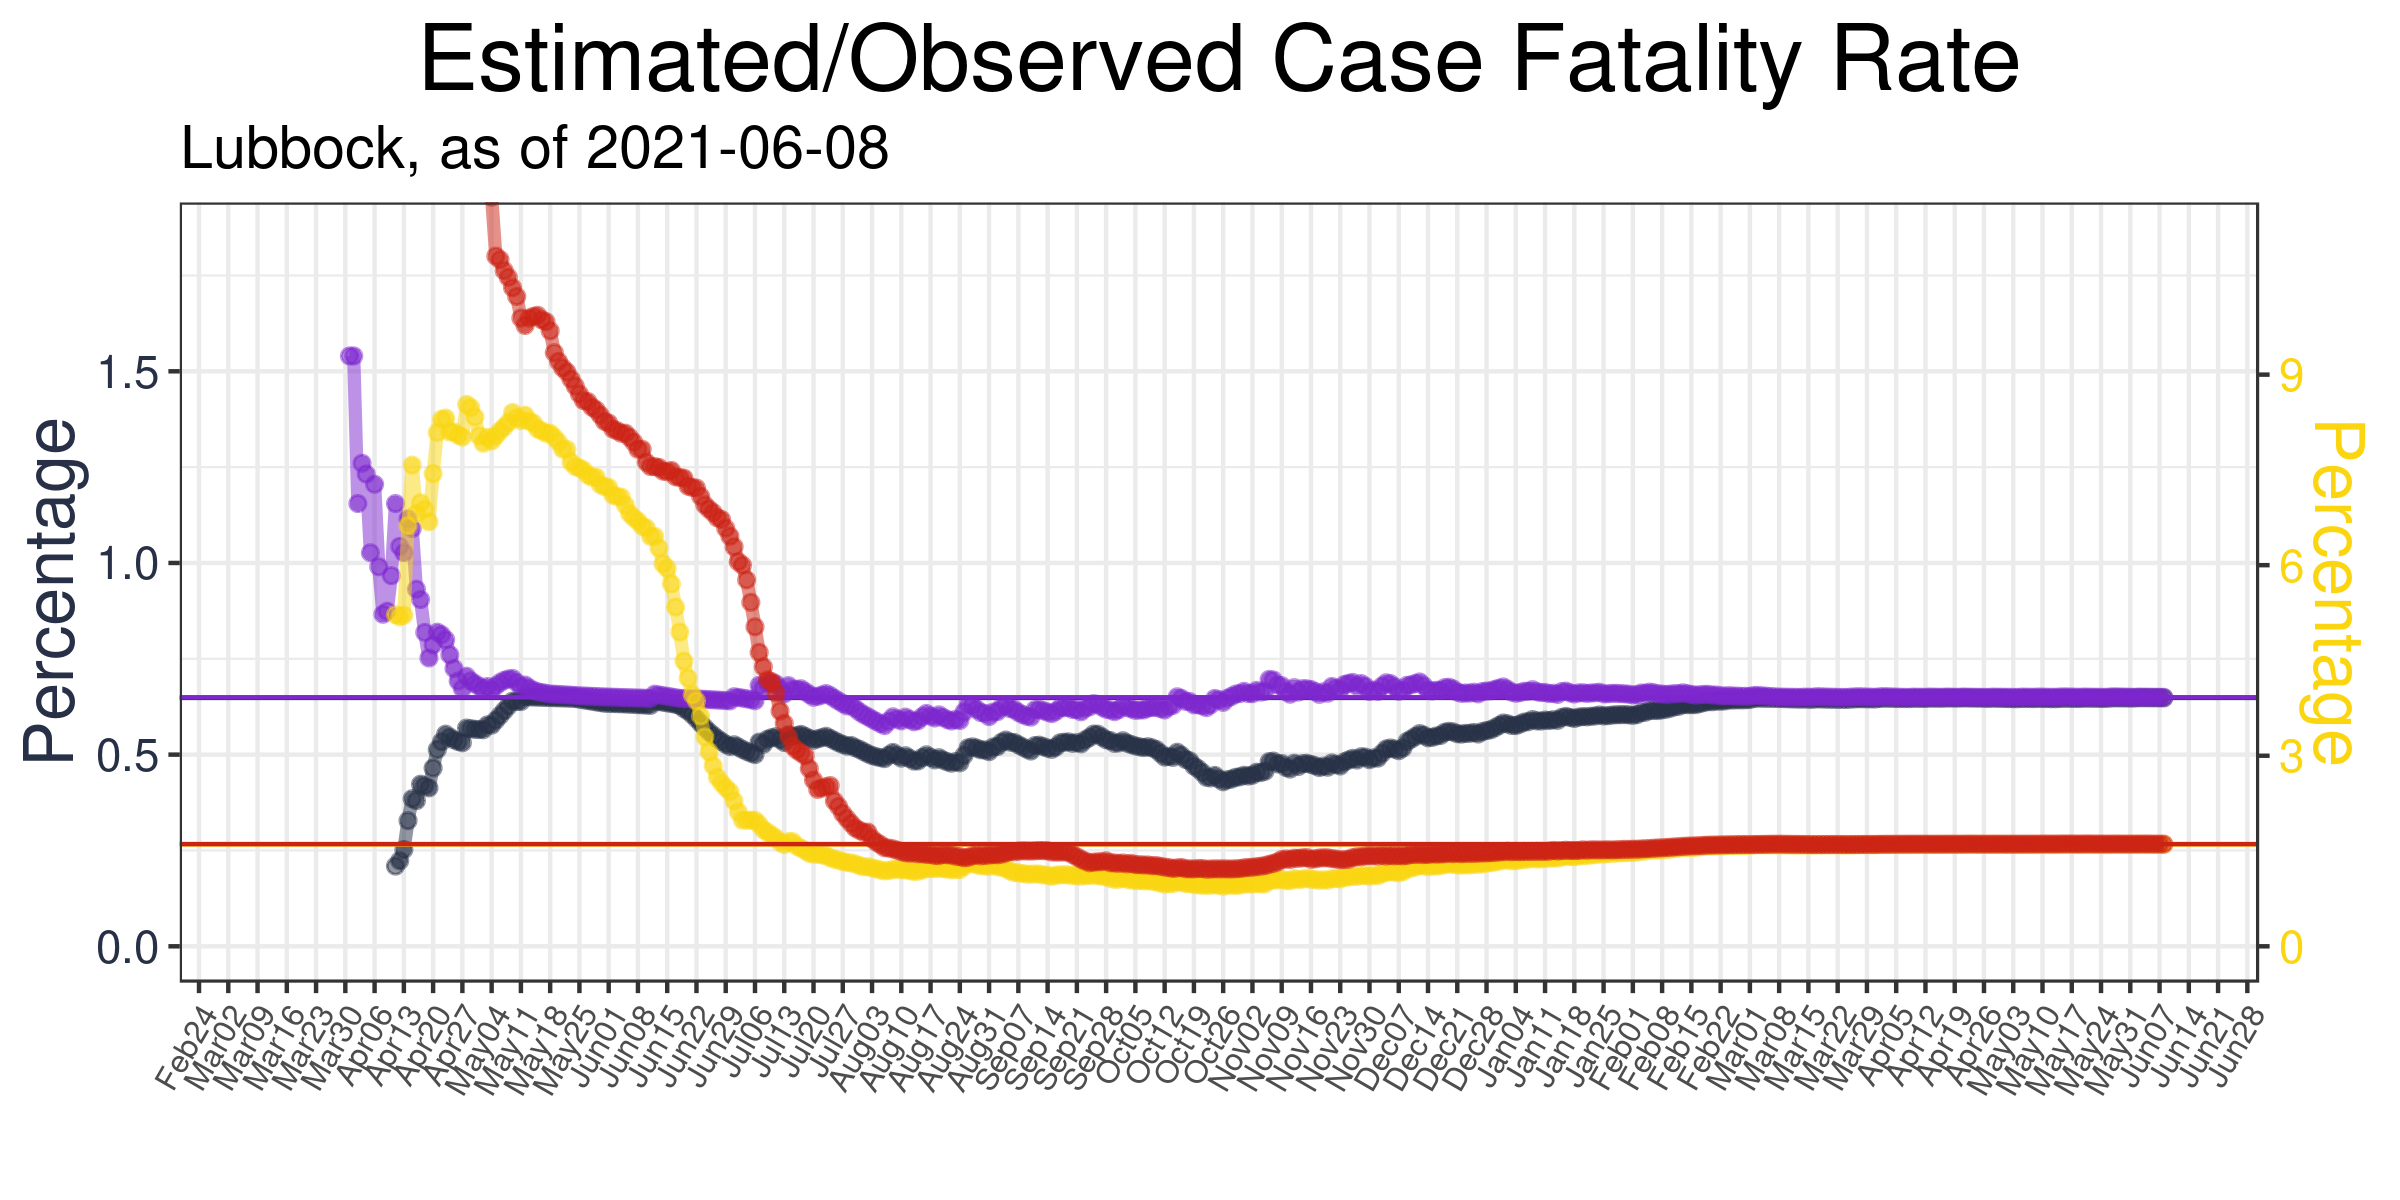 Estimated/Observed Case Fatality Rate
Lubbock, as of 2021-06-08
Percentage
1.5
1.0
0.5
0.0
9
6
3
0
Percentage
Feb24
Mar02
Mar09
Mar16
Mar23
Mar30
Apr06
Apr13
Apr20
Apr27
May04
May11
May18
May25
Jun01
Jun08
Jun15
Jun22
Jun29
Jul06
Jul13
Jul20
Jul27
Aug03
Aug10
Aug17
Aug24
Aug31
Sep07
Sep14
Sep21
Sep28
Oct05
Oct12
Oct19
Oct26
Nov02
Nov09
Nov16
Nov23
Nov30
Dec07
Dec14
Dec21
Dec28
Jan04
Jan11
Jan18
Jan25
Feb01
Feb08
Feb15
Feb22
Mar01
Mar08
Mar15
Mar22
Mar29
Apr05
Apr12
Apr19
Apr26
May03
May10
May17
May24
May31
Jun07
Jun14
Jun21
Jun28